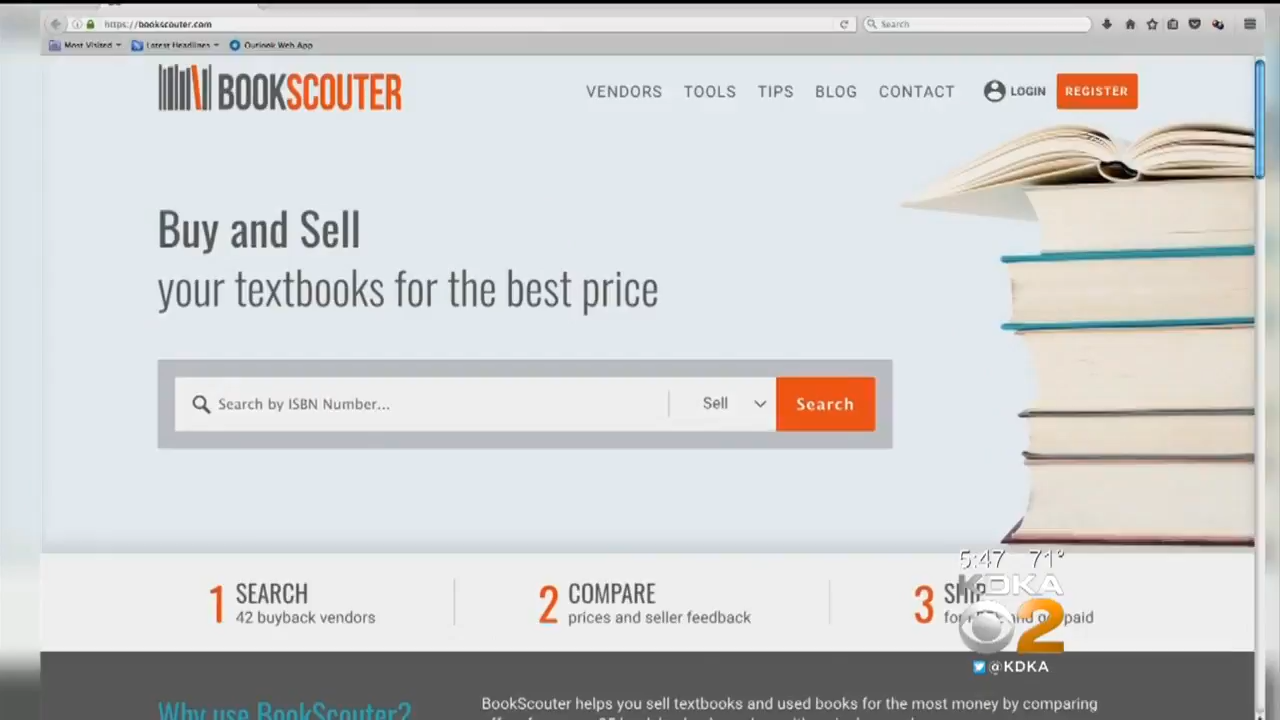 https://bookscouter.com
Search
Most Visited
Latest Headlines
Outlook Web App
BOOKSCOUTER
VENDORS TOOLS TIPS BLOG CONTACT LOGIN REGISTER
Buy and Sell
your textbooks for the best price
Search by ISBN Number... Sell Search
5:47 71°
1 SEARCH
42 buyback vendors
2 COMPARE
prices and seller feedback
3 SHIP
and paid
KDKA
2
@KDKA
Why use BookScouter?
BookScouter helps you sell textbooks and used books for the most money by comparing